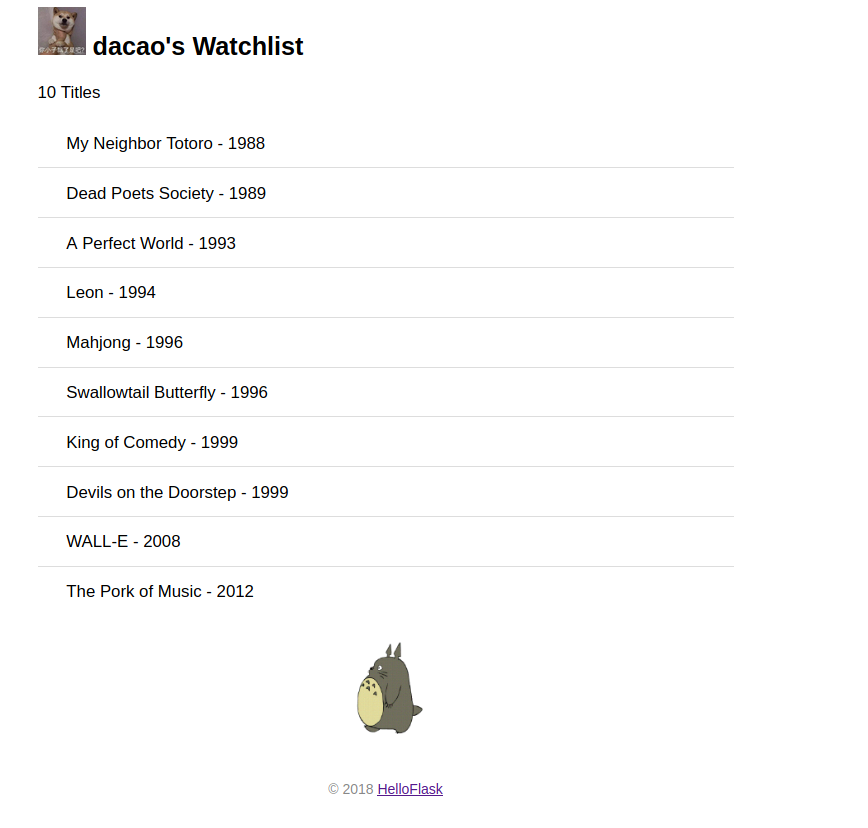 dacao's Watchlist
10 Titles
My Neighbor Totoro - 1988
Dead Poets Society - 1989
A Perfect World - 1993
Leon - 1994
Mahjong - 1996
Swallowtail Butterfly - 1996
King of Comedy - 1999
Devils on the Doorstep - 1999
WALL-E - 2008
The Pork of Music - 2012
© 2018 HelloFlask